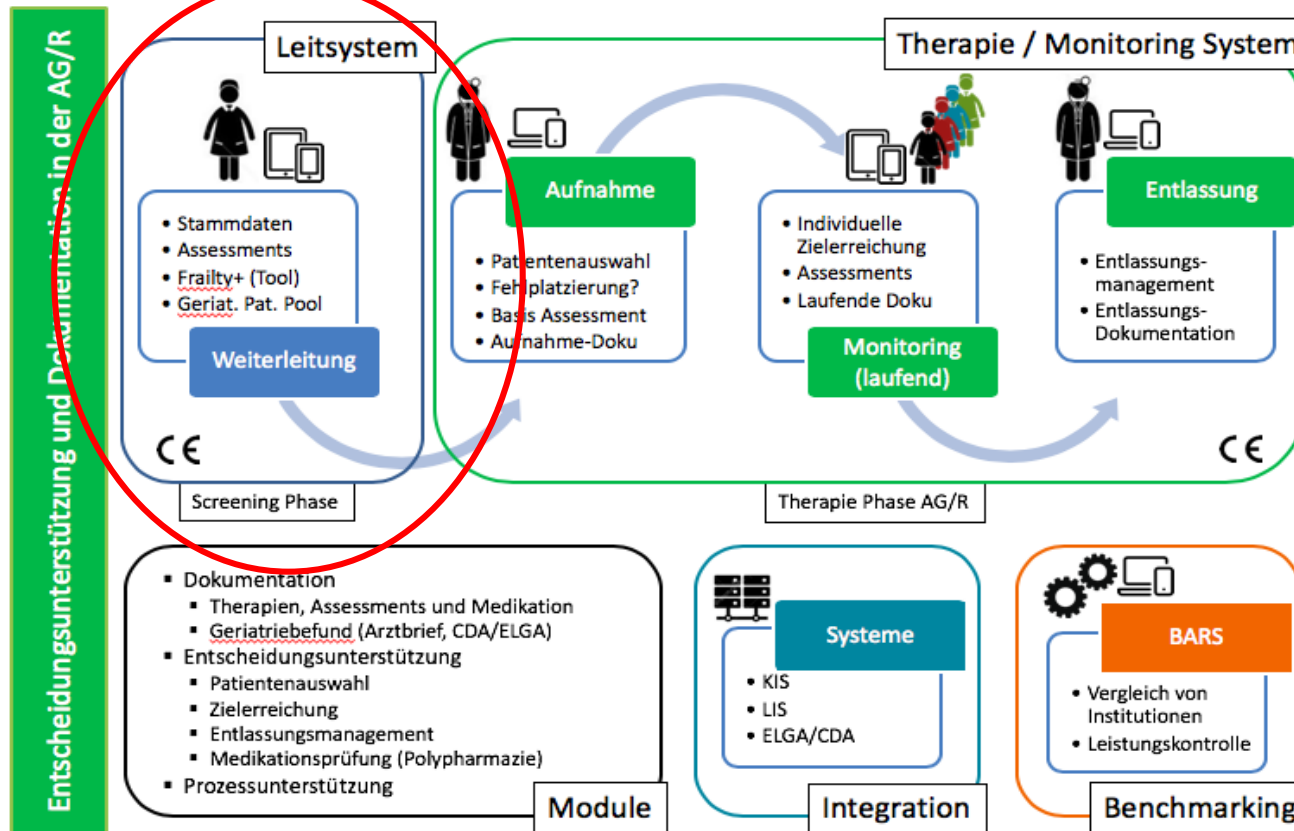 Entscheidungsunterstützung und Dokumentation in der AG/R
Leitsystem
• Stammdaten
• Assessments
• Frailty+ (Tool)
• Geriat. Pat. Pool
Weiterleitung
CE
Screening Phase
Therapie / Monitoring System
Aufnahme
• Patientenauswahl
• Fehlplatzierung?
• Basis Assessment
• Aufnahme-Doku
• Individuelle
Zielerreichung
• Assessments
• Laufende Doku
Monitoring
(laufend)
Entlassung
• Entlassungs-
management
• Entlassungs-
Dokumentation
CE
Therapie Phase AG/R
▪ Dokumentation
▪ Therapien, Assessments und Medikation
▪ Geriatriebefund (Arztbrief, CDA/ELGA)
▪ Entscheidungsunterstützung
▪ Patientenauswahl
▪ Zielerreichung
▪ Entlassungsmanagement
▪ Medikationsprüfung (Polypharmazie)
▪ Prozessunterstützung
Module
Systeme
• KIS
• LIS
• ELGA/CDA
Integration
BARS
• Vergleich von
Institutionen
• Leistungskontrolle
Benchmarking